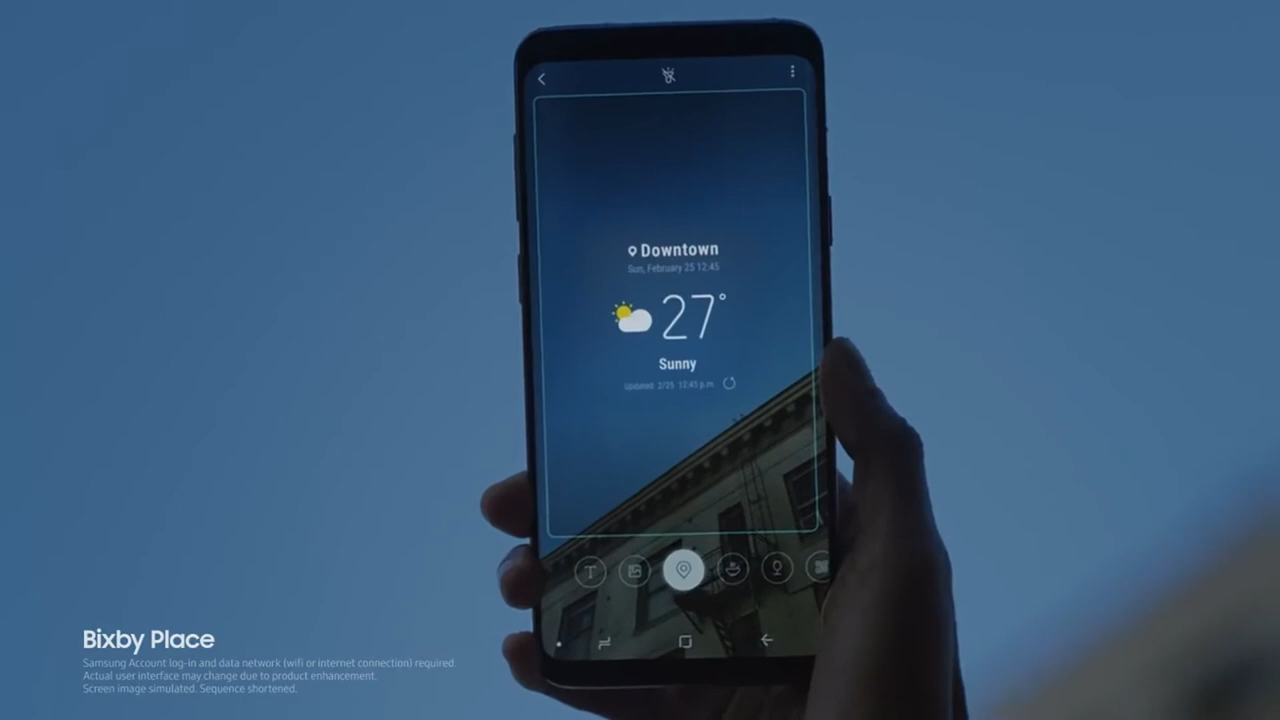 Downtown
Sun, February 25 12:45
27°
Sunny
Updated 2/25 12:45 p.m
T
Bixby Place
Samsung Account log-in and data network (wifi or internet connection) required.
Actual user interface may change due to product enhancement.
Screen image simulated. Sequence shortened.